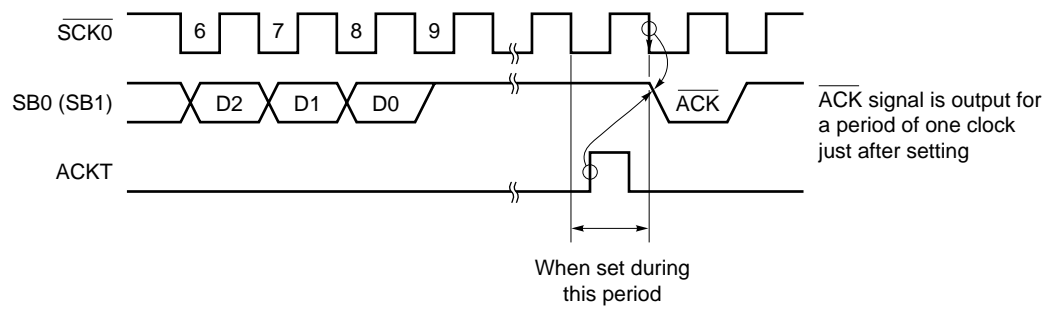 SCK0
6 7 8 9
SB0 (SB1)
D2 D1 D0
ACK
ACK signal is output for
a period of one clock
just after setting
ACKT
When set during
this period